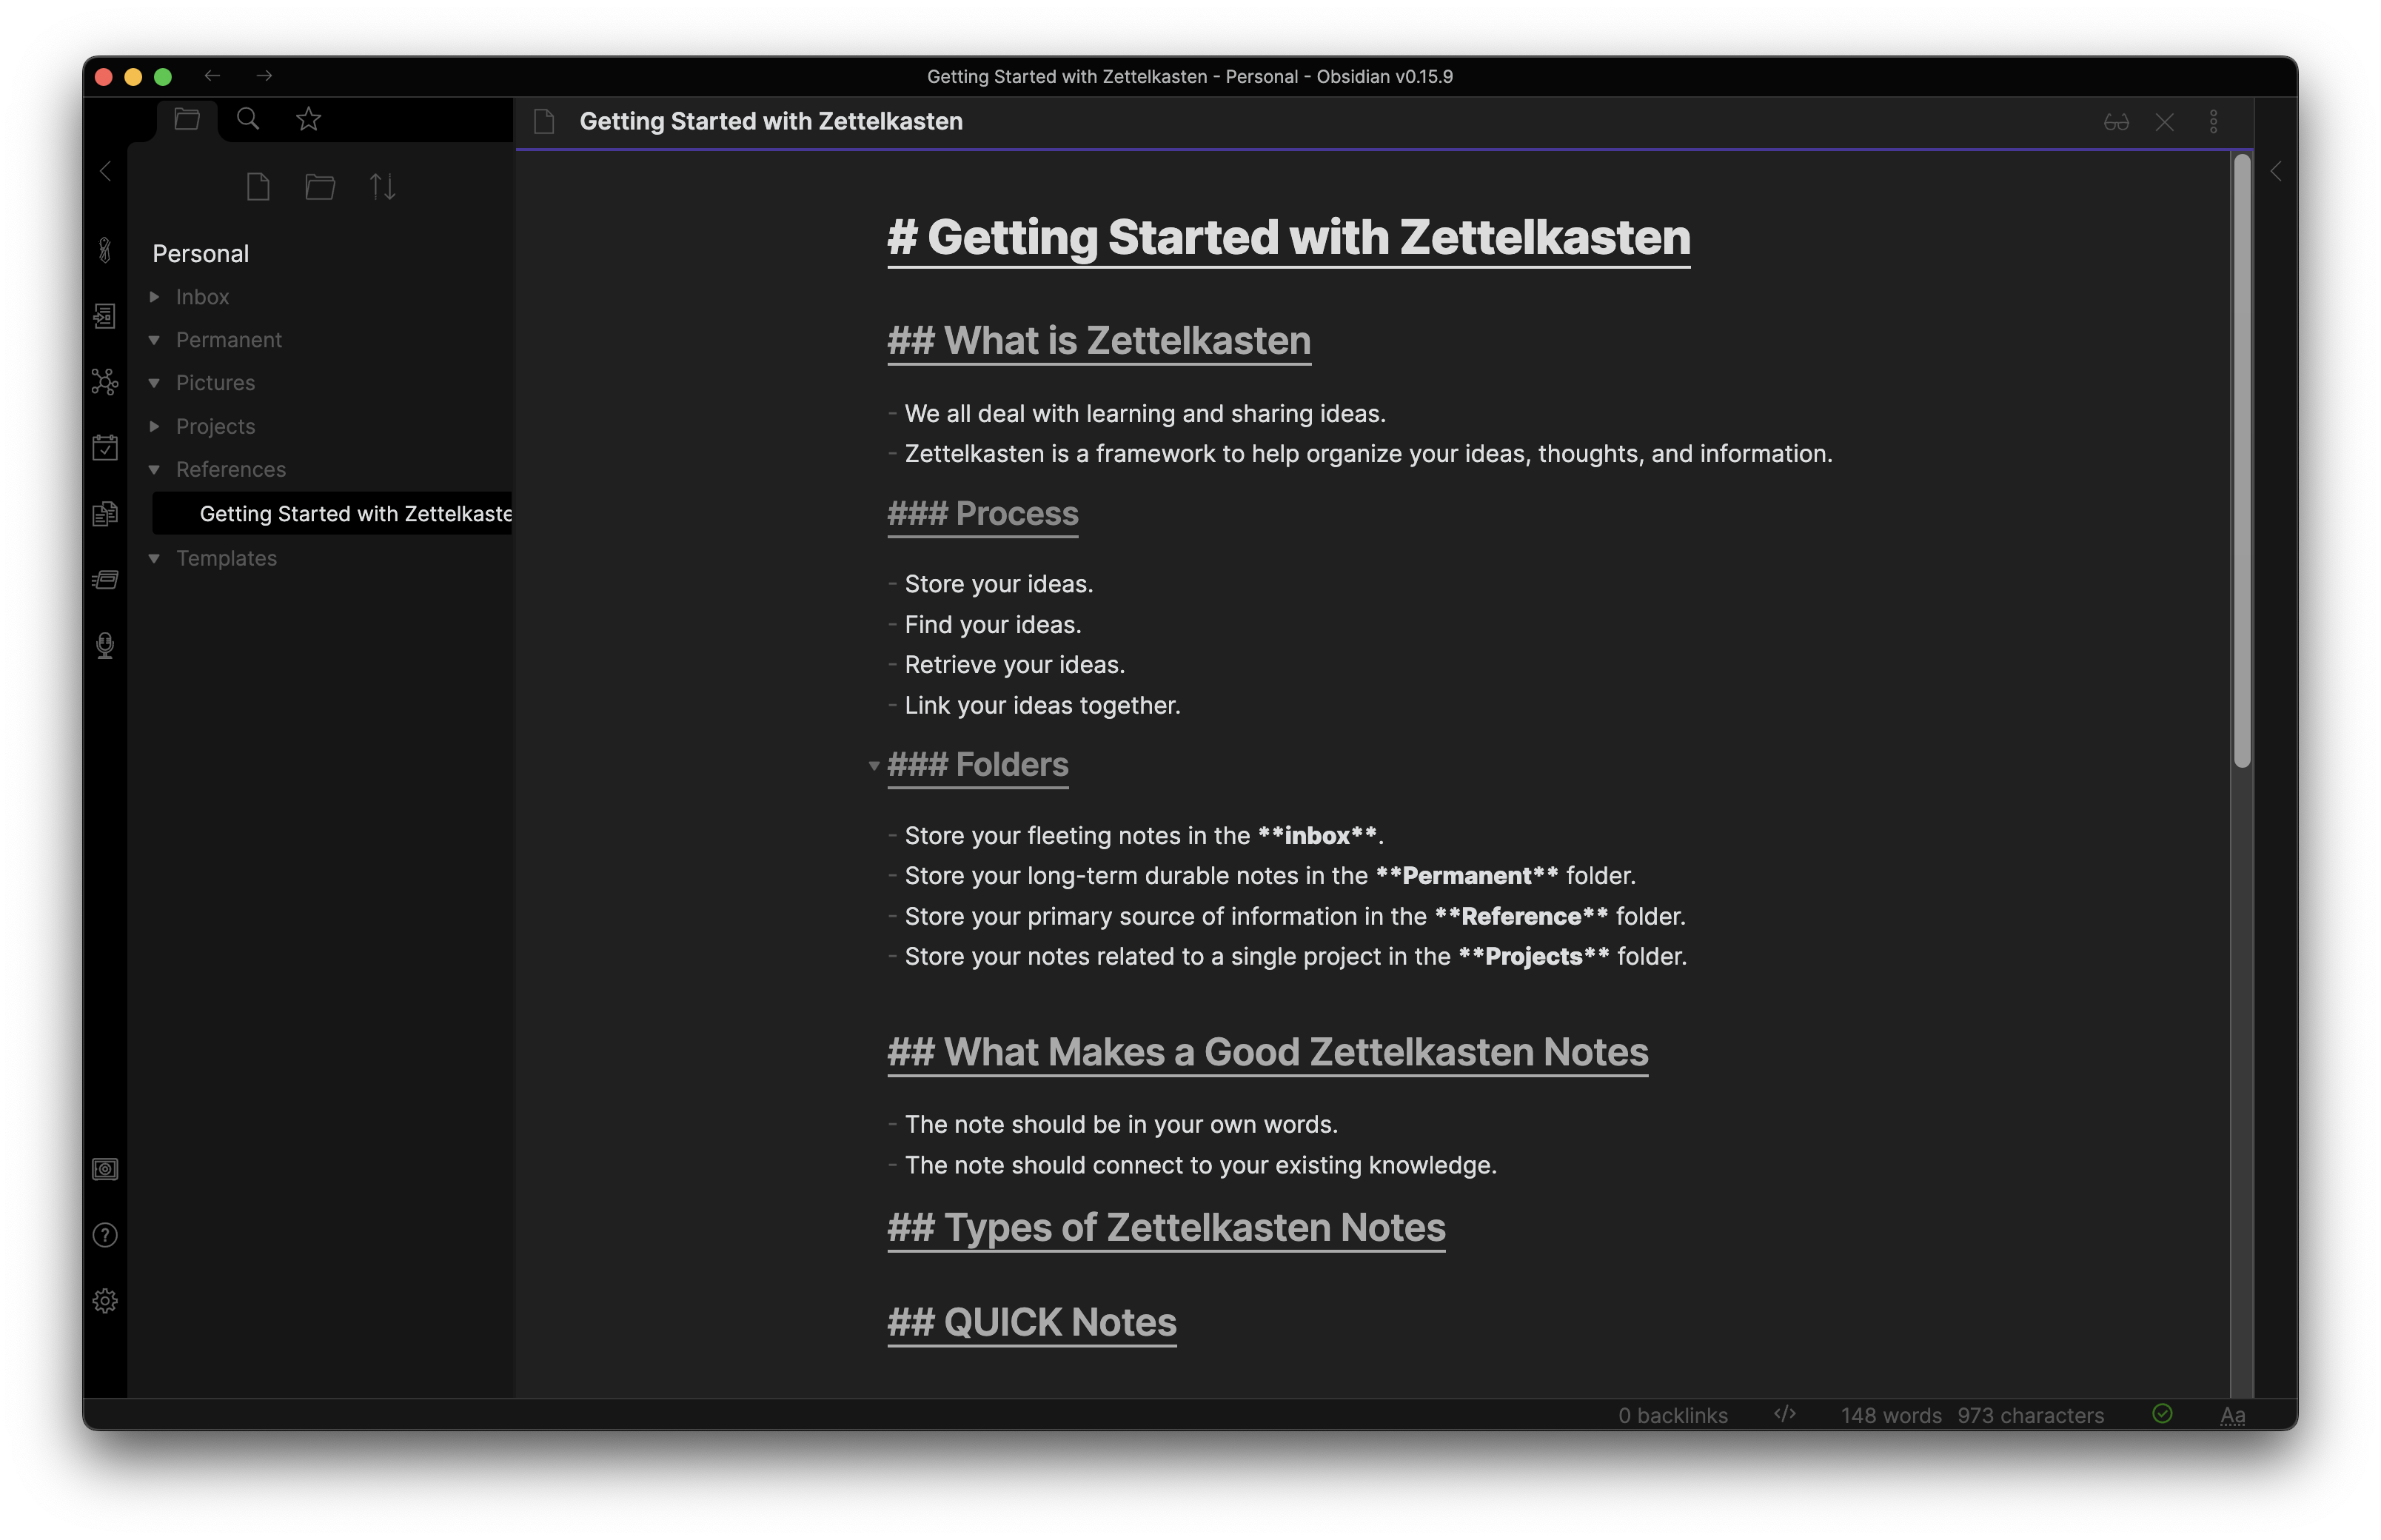 Getting Started with Zettelkasten - Personal - Obsidian v0.15.9
Getting Started with Zettelkasten
Personal
Inbox
Permanent
Pictures
Projects
References
Getting Started with Zettelkaste
Templates
# Getting Started with Zettelkasten
## What is Zettelkasten
- We all deal with learning and sharing ideas.
- Zettelkasten is a framework to help organize your ideas, thoughts, and information.
### Process
- Store your ideas.
- Find your ideas.
- Retrieve your ideas.
- Link your ideas together.
### Folders
- Store your fleeting notes in the **inbox**.
- Store your long-term durable notes in the **Permanent** folder.
- Store your primary source of information in the **Reference** folder.
- Store your notes related to a single project in the **Projects** folder.
## What Makes a Good Zettelkasten Notes
- The note should be in your own words.
- The note should connect to your existing knowledge.
## Types of Zettelkasten Notes
## QUICK Notes
0 backlinks </> 148 words 973 characters Aa